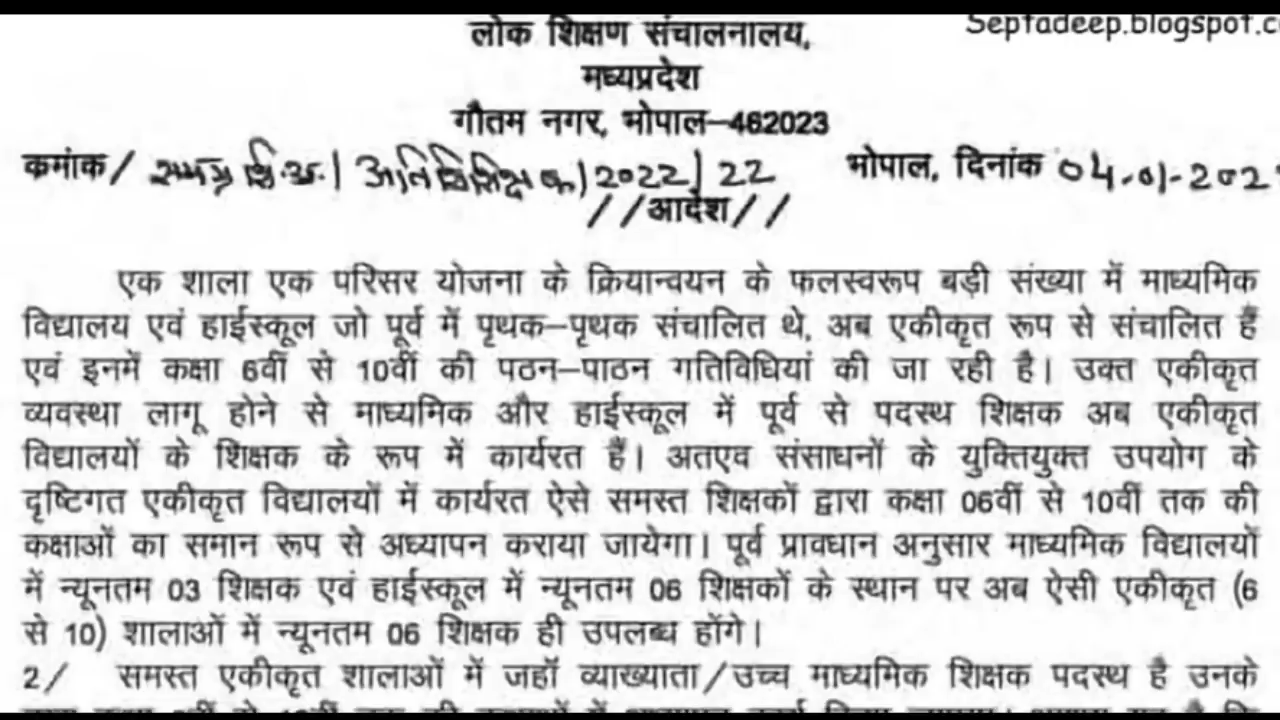 Septadeep.blogspot.c
लोक शिक्षण संचालनालय,
मध्यप्रदेश
गौतम नगर, भोपाल–462023
कमांक/ समग्र शि.अ./ अतिथि शिक्षक/2022/22 भोपाल, दिनांक 04-01-202
//आदेश//
एक शाला एक परिसर योजना के क्रियान्वयन के फलस्वरूप बड़ी संख्या में माध्यमिक
विद्यालय एवं हाईस्कूल जो पूर्व में पृथक–पृथक संचालित थे, अब एकीकृत रूप से संचालित हैं
एवं इनमें कक्षा 6वीं से 10वीं की पठन–पाठन गतिविधियां की जा रही है। उक्त एकीकृत
व्यवस्था लागू होने से माध्यमिक और हाईस्कूल में पूर्व से पदस्थ शिक्षक अब एकीकृत
विद्यालयों के शिक्षक के रूप में कार्यरत हैं। अतएव संसाधनों के युक्तियुक्त उपयोग के
दृष्टिगत एकीकृत विद्यालयों में कार्यरत ऐसे समस्त शिक्षकों द्वारा कक्षा 06वीं से 10वीं तक की
कक्षाओं का समान रूप से अध्यापन कराया जायेगा। पूर्व प्रावधान अनुसार माध्यमिक विद्यालयों
में न्यूनतम 03 शिक्षक एवं हाईस्कूल में न्यूनतम 06 शिक्षकों के स्थान पर अब ऐसी एकीकृत (6
से 10) शालाओं में न्यूनतम 06 शिक्षक ही उपलब्ध होंगे।
2/ समस्त एकीकृत शालाओं में जहाँ व्याख्याता/उच्च माध्यमिक शिक्षक पदस्थ है उनके